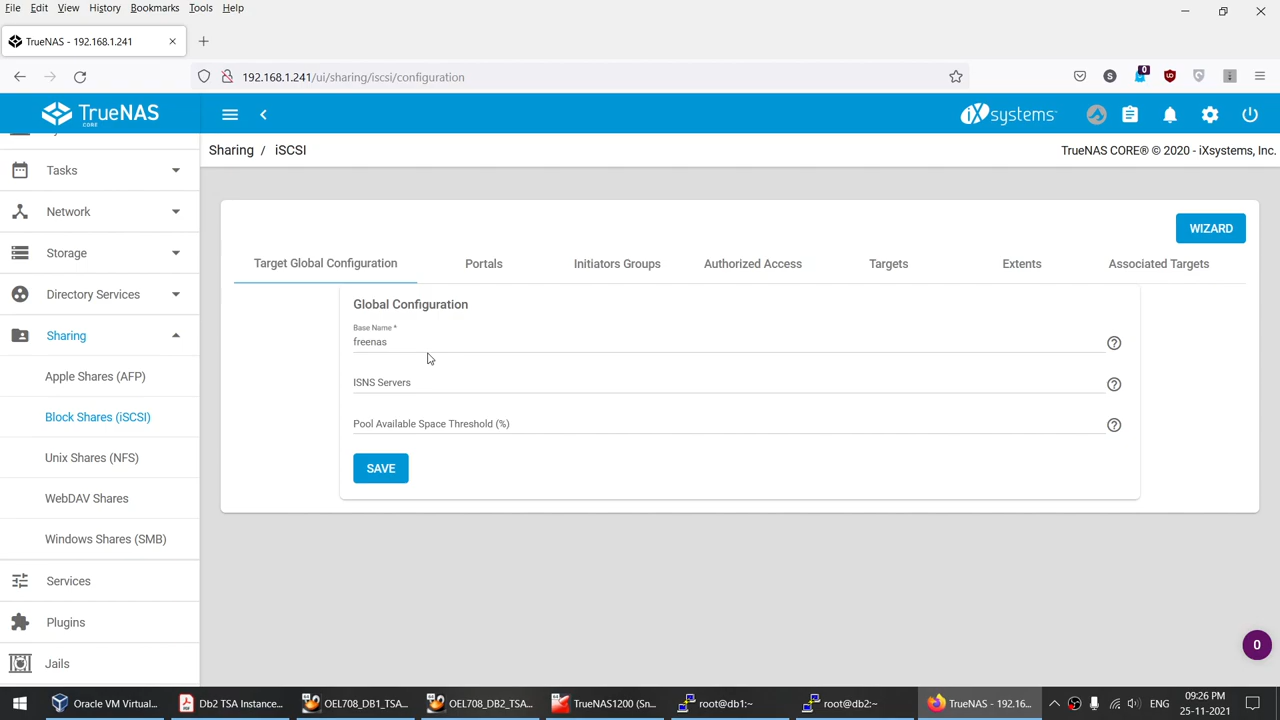 File Edit View History Bookmarks Tools Help
TrueNAS - 192.168.1.241
192.168.1.241/ui/sharing/iscsi/configuration
0
TrueNAS
CORE
iXsystems™
Sharing / iSCSI
TrueNAS CORE® © 2020 - iXsystems, Inc.
Tasks
Network
Storage
Directory Services
Sharing
Apple Shares (AFP)
Block Shares (iSCSI)
Unix Shares (NFS)
WebDAV Shares
Windows Shares (SMB)
Services
Plugins
Jails
WIZARD
Target Global Configuration Portals Initiators Groups Authorized Access Targets Extents Associated Targets
Global Configuration
Base Name *
freenas
ISNS Servers
Pool Available Space Threshold (%)
SAVE
0
Oracle VM Virtual... Db2 TSA Instance... OEL708_DB1_TSA... OEL708_DB2_TSA... TrueNAS1200 (Sn... root@db1:~ root@db2:~ TrueNAS - 192.16... ENG 09:26 PM
25-11-2021